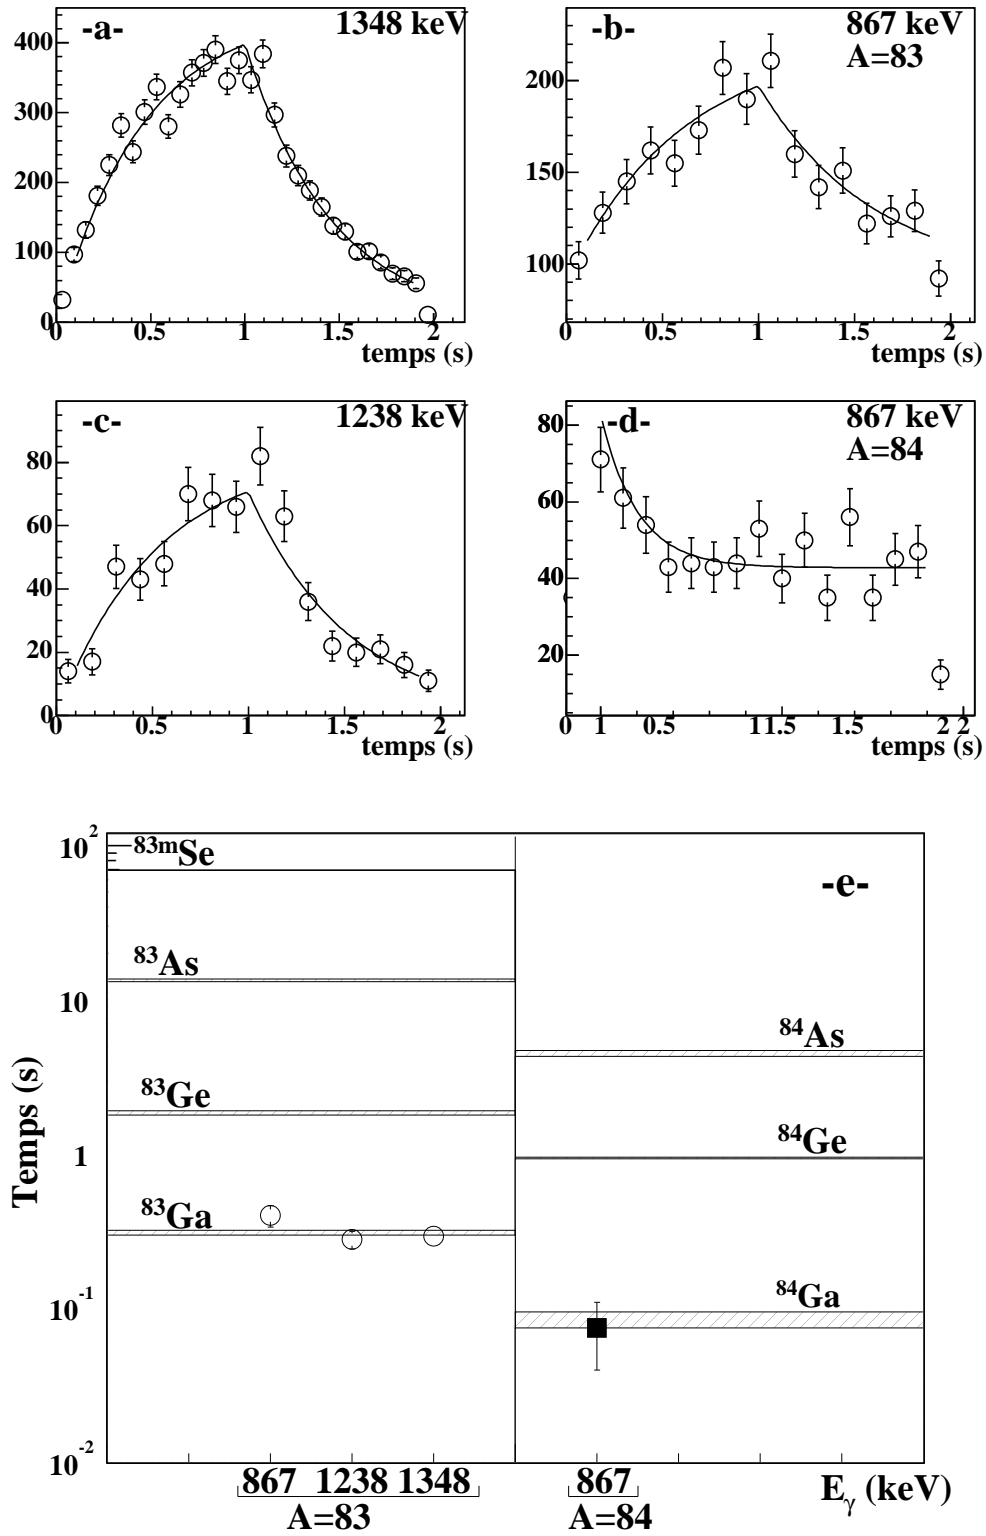 -a- 1348 keV
400
300
200
100
0 0.5 1 1.5 2
temps (s)
-b- 867 keV
A=83
200
150
100
0 0.5 1 1.5 2
temps (s)
-c- 1238 keV
80
60
40
20
0
0 0.5 1 1.5 2
temps (s)
-d- 867 keV
A=84
80
60
40
20
0 1 0.5 11.5 1.5 2 2
temps (s)
-e-
Temps (s)
10²
10
1
10⁻¹
10⁻²
⁸³ᵐSe
⁸³As
⁸³Ge
⁸³Ga
⁸⁴As
⁸⁴Ge
⁸⁴Ga
867 1238 1348 867
A=83 A=84
Eᵧ (keV)